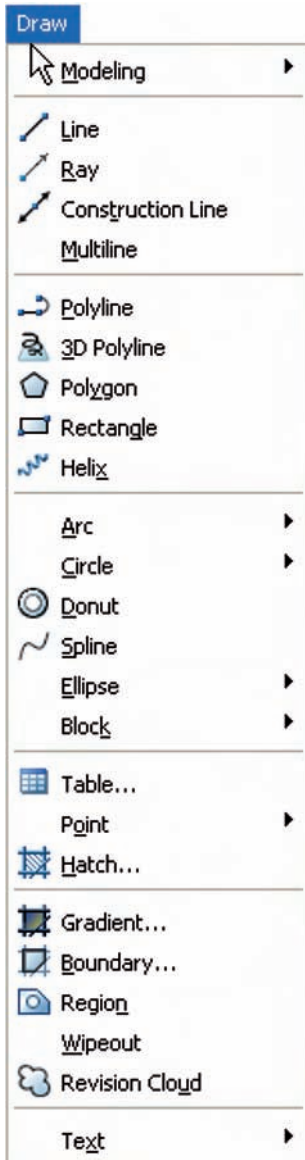 Draw
Modeling
Line
Ray
Construction Line
Multiline
Polyline
3D Polyline
Polygon
Rectangle
Helix
Arc
Circle
Donut
Spline
Ellipse
Block
Table...
Point
Hatch...
Gradient...
Boundary...
Region
Wipeout
Revision Cloud
Text